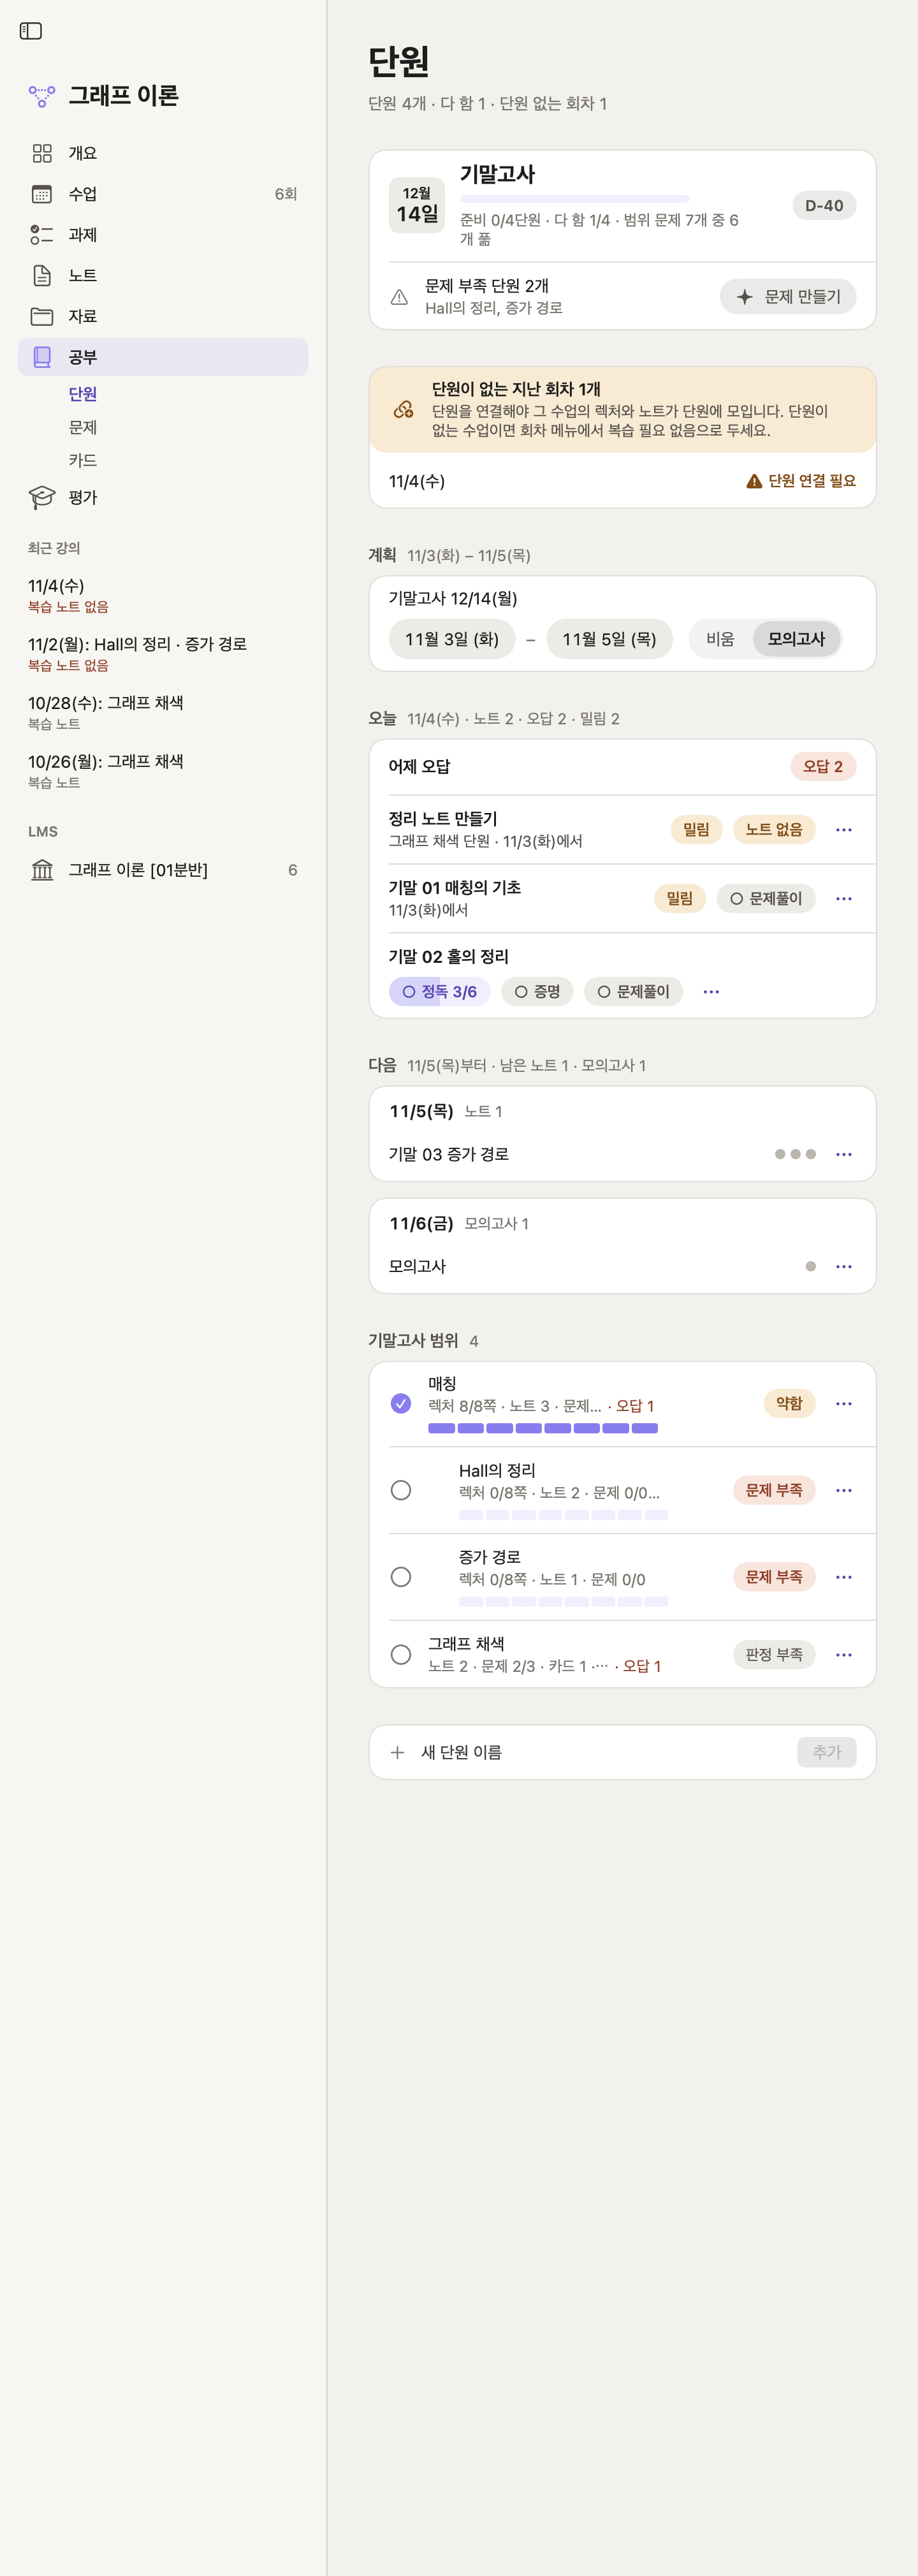 그래프 이론
개요
수업 6회
과제
노트
자료
공부
단원
문제
카드
평가
최근 강의
11/4(수)
복습 노트 없음
11/2(월): Hall의 정리 · 증가 경로
복습 노트 없음
10/28(수): 그래프 채색
복습 노트
10/26(월): 그래프 채색
복습 노트
LMS
그래프 이론 [01분반] 6
단원
단원 4개 · 다 함 1 · 단원 없는 회차 1
12월
14일
기말고사
준비 0/4단원 · 다 함 1/4 · 범위 문제 7개 중 6
개 풂
D-40
문제 부족 단원 2개
Hall의 정리, 증가 경로
문제 만들기
단원이 없는 지난 회차 1개
단원을 연결해야 그 수업의 렉처와 노트가 단원에 모입니다. 단원이
없는 수업이면 회차 메뉴에서 복습 필요 없음으로 두세요.
11/4(수) 단원 연결 필요
계획 11/3(화) – 11/5(목)
기말고사 12/14(월)
11월 3일 (화) – 11월 5일 (목) 비움 모의고사
오늘 11/4(수) · 노트 2 · 오답 2 · 밀림 2
어제 오답 오답 2
정리 노트 만들기
그래프 채색 단원 · 11/3(화)에서
밀림 노트 없음 ···
기말 01 매칭의 기초
11/3(화)에서
밀림 문제풀이 ···
기말 02 홀의 정리
정독 3/6 증명 문제풀이 ···
다음 11/5(목)부터 · 남은 노트 1 · 모의고사 1
11/5(목) 노트 1
기말 03 증가 경로 ···
11/6(금) 모의고사 1
모의고사 ···
기말고사 범위 4
매칭
렉처 8/8쪽 · 노트 3 · 문제... · 오답 1
약함 ···
Hall의 정리
렉처 0/8쪽 · 노트 2 · 문제 0/0...
문제 부족 ···
증가 경로
렉처 0/8쪽 · 노트 1 · 문제 0/0
문제 부족 ···
그래프 채색
노트 2 · 문제 2/3 · 카드 1 ·... · 오답 1
판정 부족 ···
새 단원 이름 추가